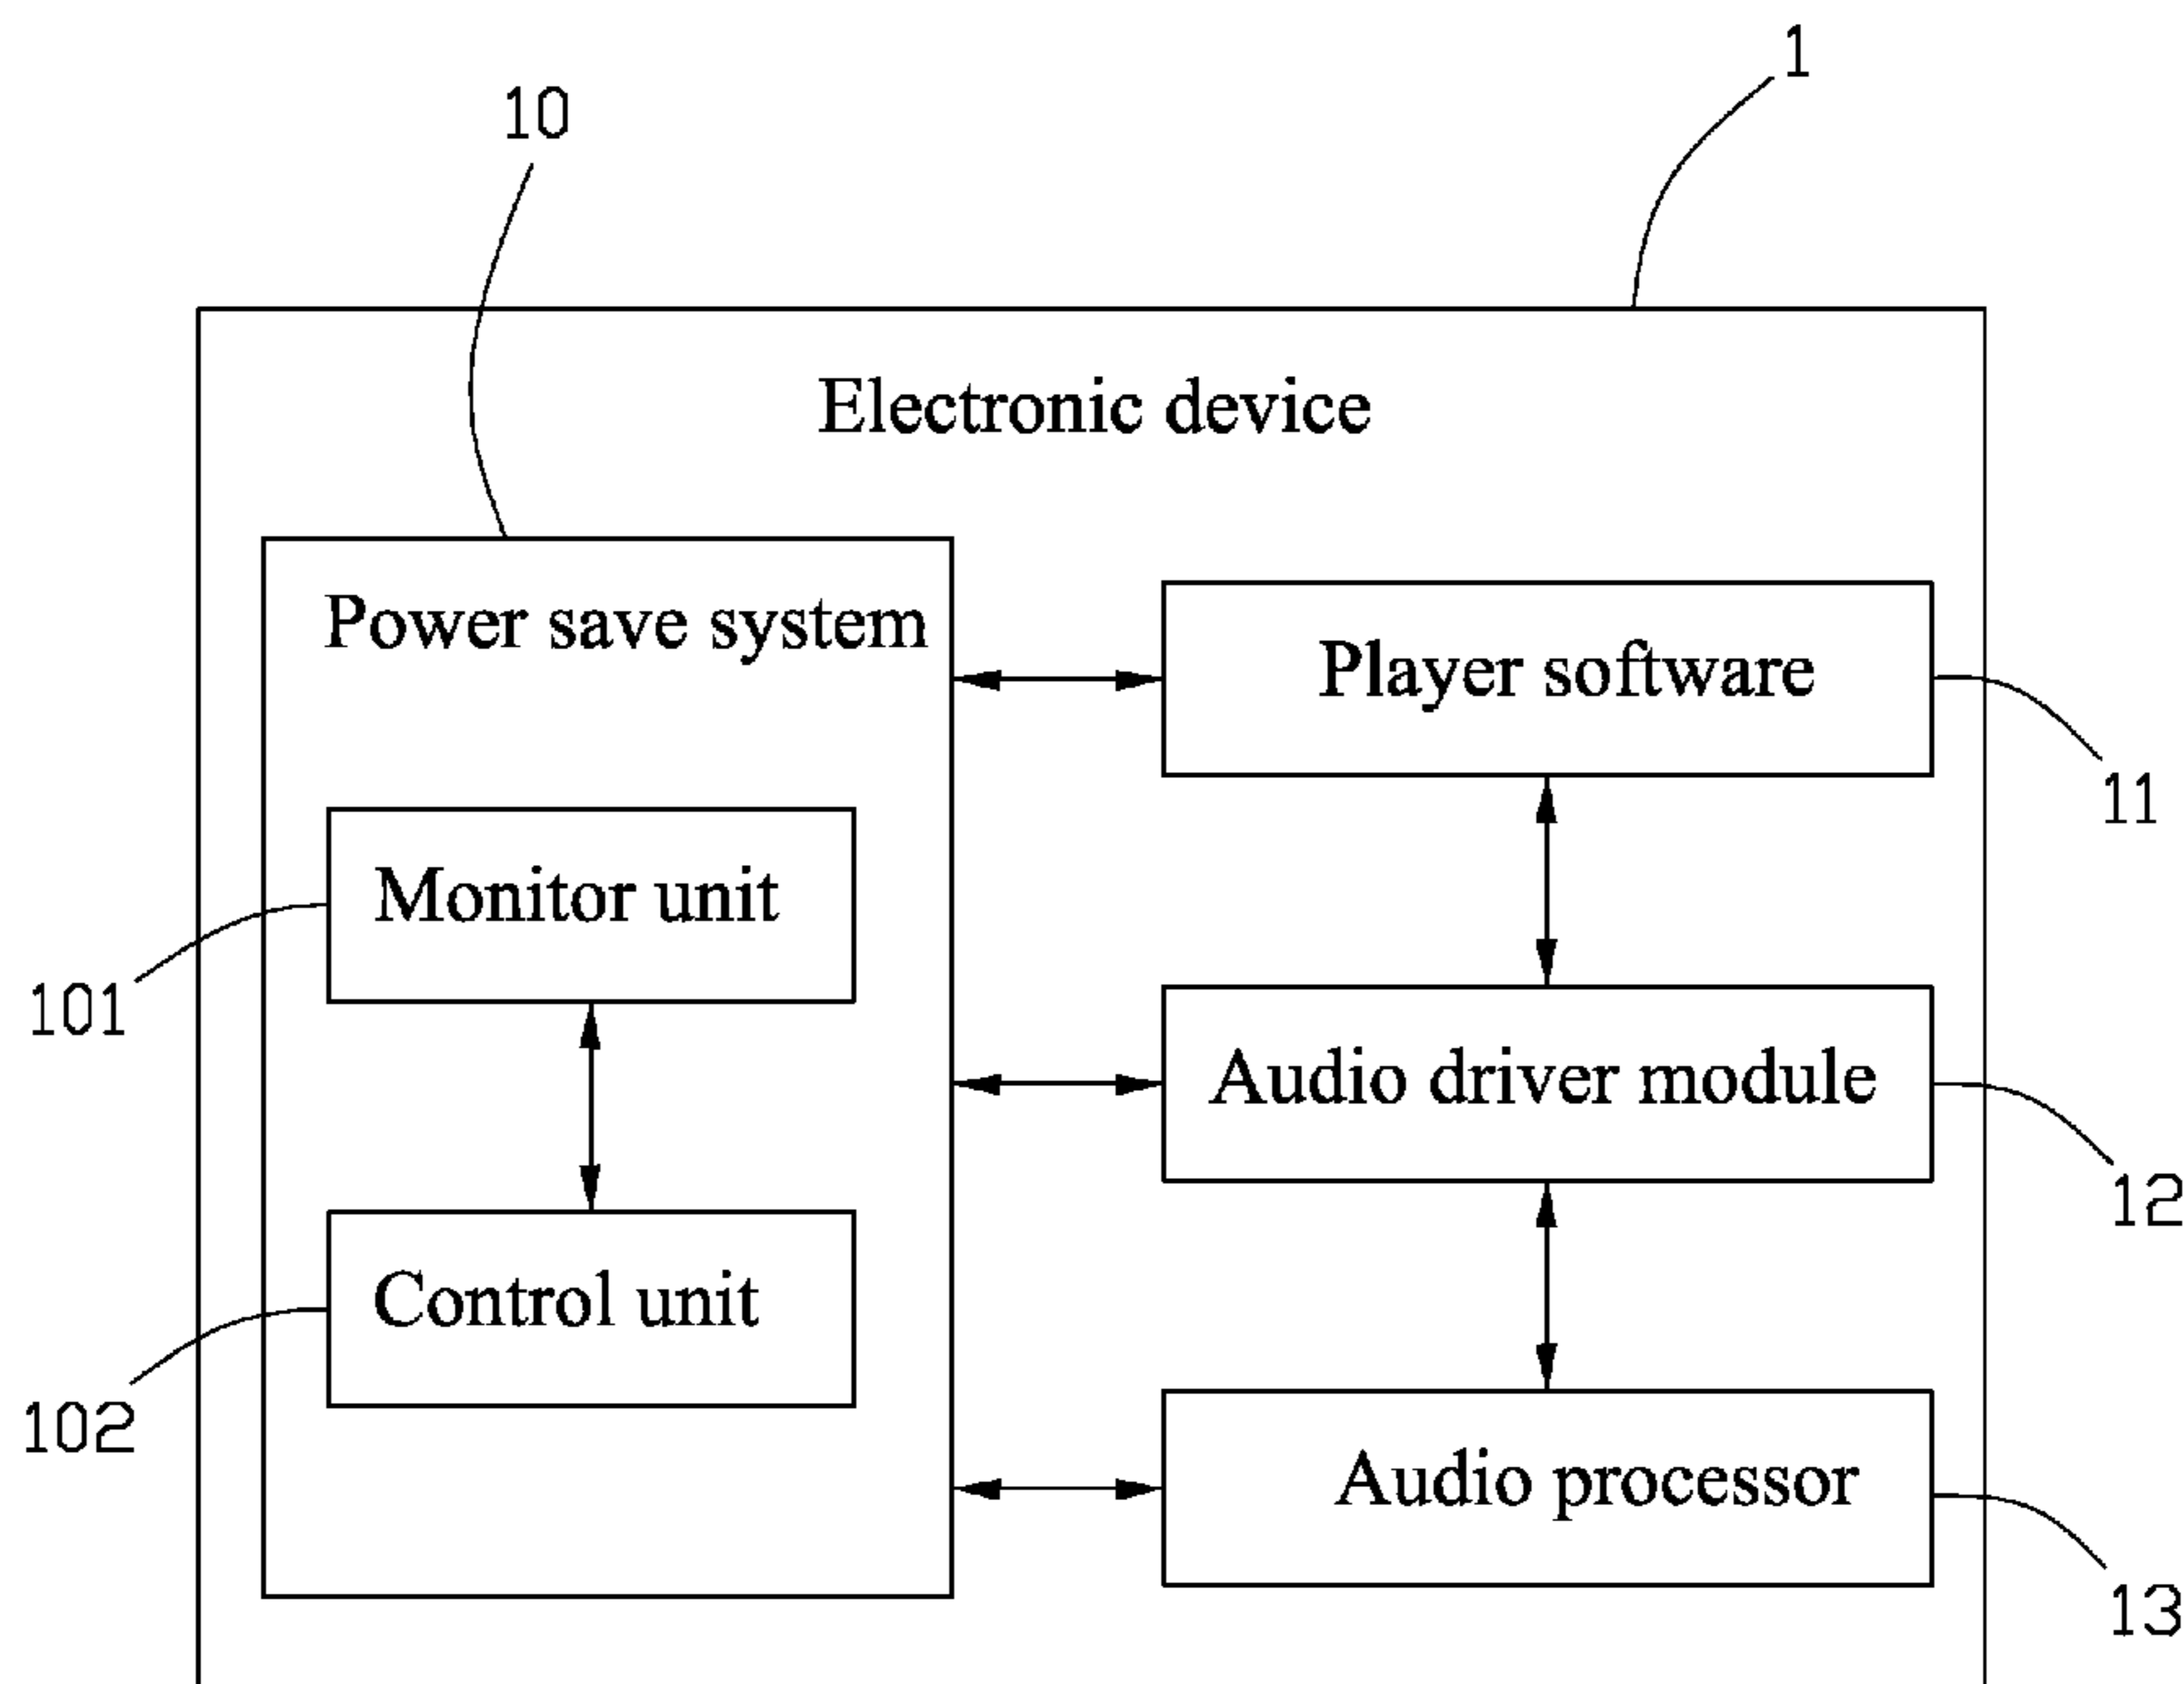 1
10
Electronic device
Power save system
Player software
11
Monitor unit
101
Audio driver module
12
Control unit
102
Audio processor
13